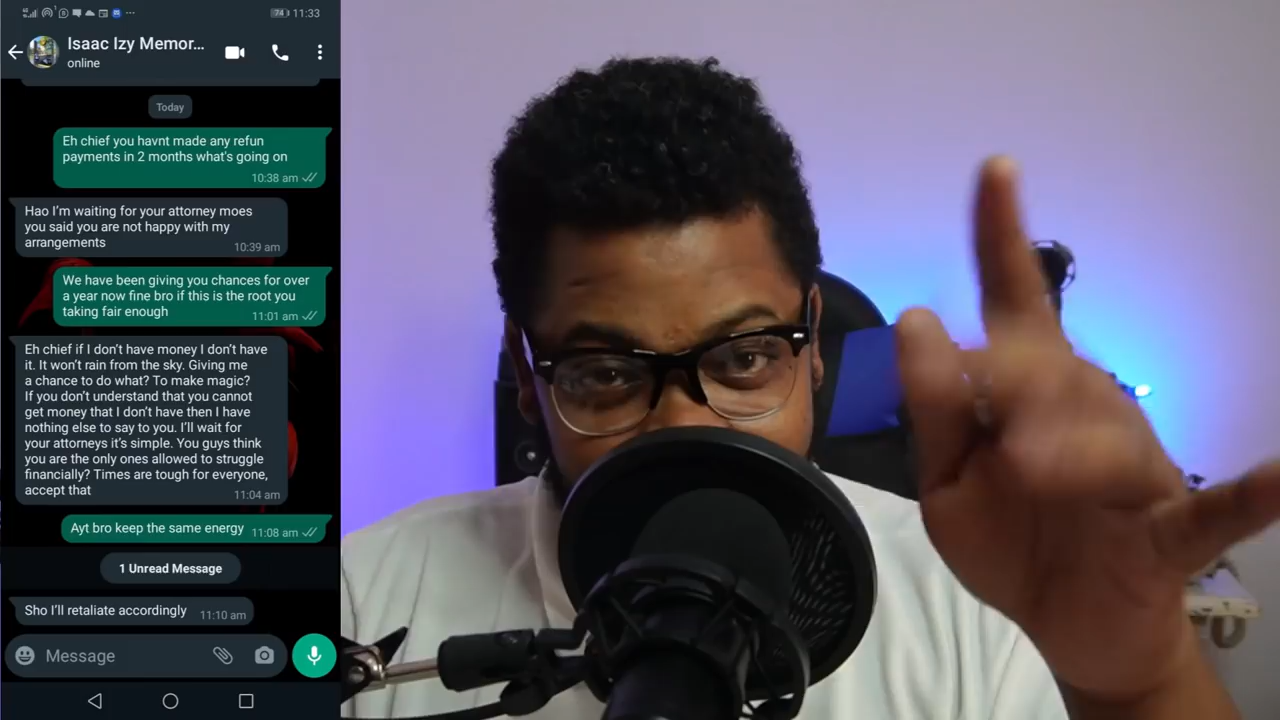 74 11:33
Isaac Izy Memor...
online
Today
Eh chief you havnt made any refun
payments in 2 months what's going on
10:38 am
Hao I'm waiting for your attorney moes
you said you are not happy with my
arrangements
10:39 am
We have been giving you chances for over
a year now fine bro if this is the root you
taking fair enough
11:01 am
Eh chief if I don't have money I don't have
it. It won't rain from the sky. Giving me
a chance to do what? To make magic?
If you don't understand that you cannot
get money that I don't have then I have
nothing else to say to you. I'll wait for
your attorneys it's simple. You guys think
you are the only ones allowed to struggle
financially? Times are tough for everyone,
accept that
11:04 am
Ayt bro keep the same energy
11:08 am
1 Unread Message
Sho I'll retaliate accordingly
11:10 am
Message